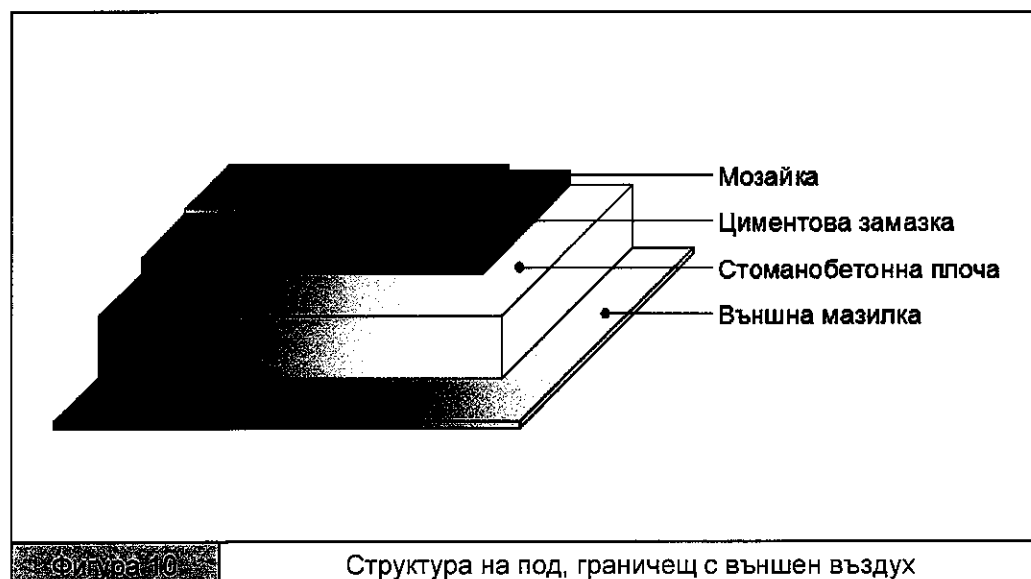 Мозайка
Циментова замазка
Стоманобетонна плоча
Външна мазилка
Фигура 10
Структура на под, граничещ с външен въздух